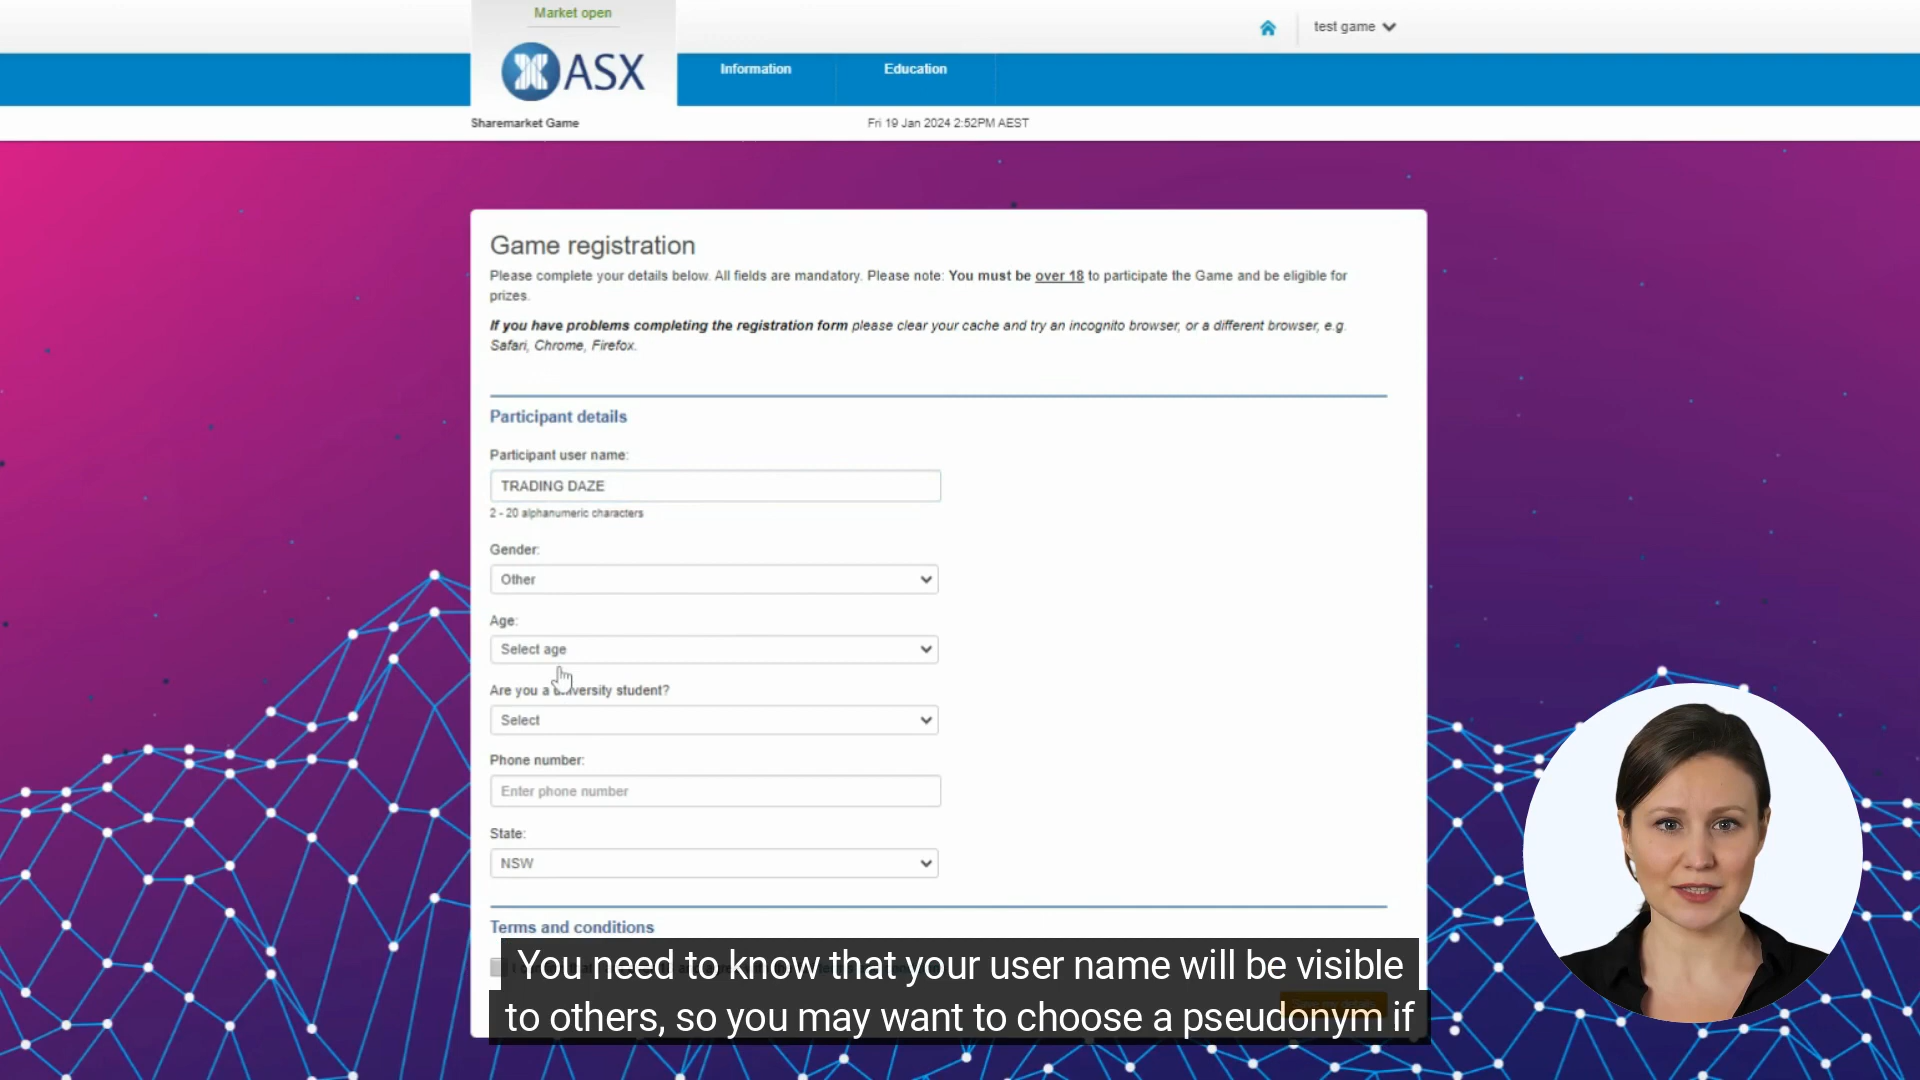 Market open
test game
ASX
Information
Education
Sharemarket Game
Fri 19 Jan 2024 2:52PM AEST
Game registration
Please complete your details below. All fields are mandatory. Please note: You must be over 18 to participate the Game and be eligible for
prizes.
If you have problems completing the registration form please clear your cache and try an incognito browser, or a different browser, e.g.
Safari, Chrome, Firefox.
Participant details
Participant user name:
TRADING DAZE
2 - 20 alphanumeric characters
Gender:
Other
Age:
Select age
Are you a university student?
Select
Phone number:
Enter phone number
State:
NSW
Terms and conditions
You need to know that your user name will be visible
to others, so you may want to choose a pseudonym if